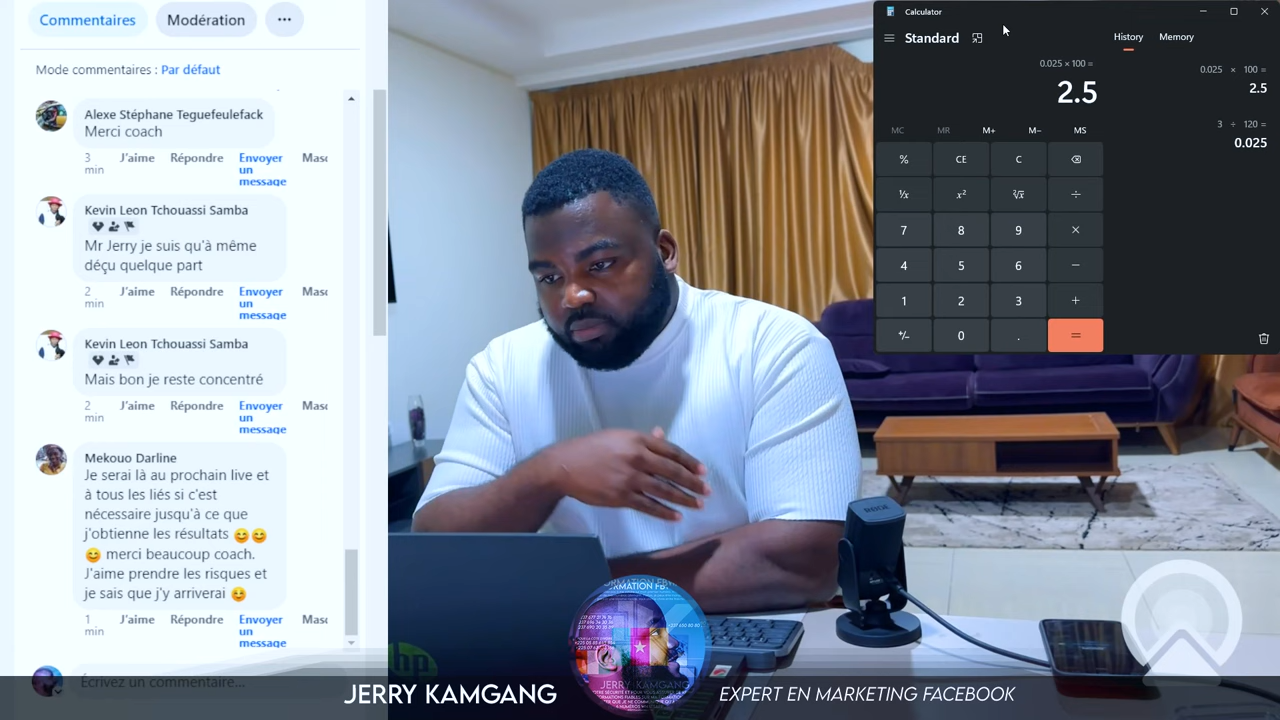 Commentaires
Modération
Mode commentaires : Par défaut
Alexe Stéphane Teguefeulefack
Merci coach
3 min
J'aime
Répondre
Envoyer un message
Kevin Leon Tchouassi Samba
Mr Jerry je suis qu'à même
déçu quelque part
2 min
J'aime
Répondre
Envoyer un message
Kevin Leon Tchouassi Samba
Mais bon je reste concentré
2 min
J'aime
Répondre
Envoyer un message
Mekouo Darline
Je serai là au prochain live et
à tous les liés si c'est
nécessaire jusqu'à ce que
j'obtienne les résultats 😊😊
😊 merci beaucoup coach.
J'aime prendre les risques et
je sais que j'y arriverai 😊
1 min
J'aime
Répondre
Envoyer un message
Écrivez un commentaire...
Calculator
Standard
History
Memory
0.025 × 100 =
2.5
0.025 × 100 =
2.5
3 ÷ 120 =
0.025
MC MR M+ M− MS
% CE C
¹/x x² ²√x ÷
7 8 9 ×
4 5 6 −
1 2 3 +
+/− 0 . =
hp
JERRY KAMGANG
EXPERT EN MARKETING FACEBOOK